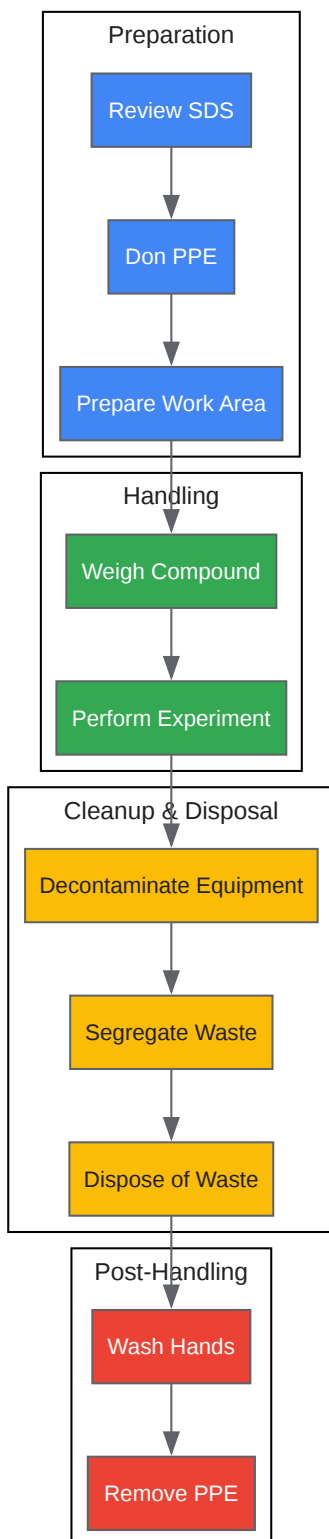 Preparation
Review SDS
Don PPE
Prepare Work Area
Handling
Weigh Compound
Perform Experiment
Cleanup & Disposal
Decontaminate Equipment
Segregate Waste
Dispose of Waste
Post-Handling
Wash Hands
Remove PPE